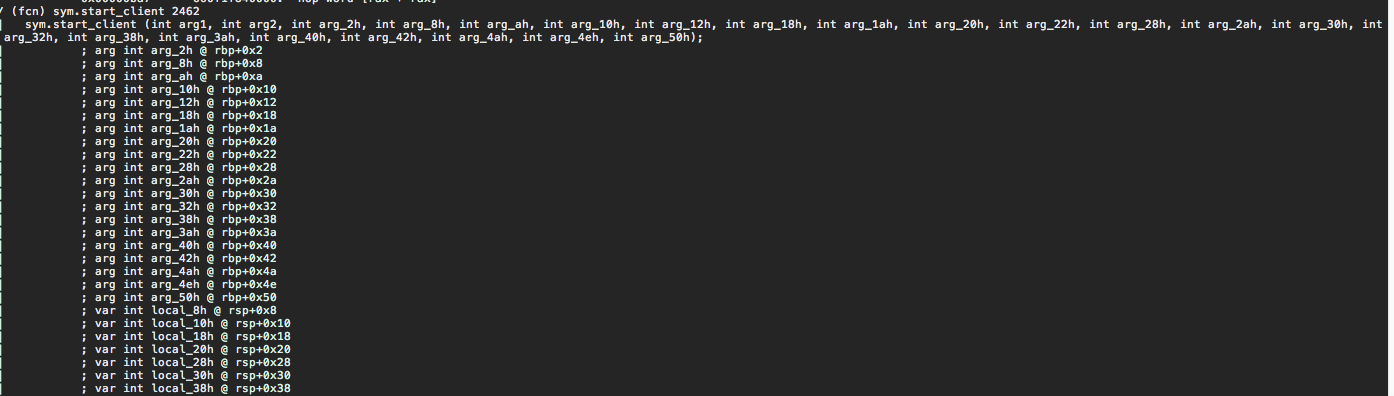 / (fcn) sym.start_client 2462
|   sym.start_client (int arg1, int arg2, int arg_2h, int arg_8h, int arg_ah, int arg_10h, int arg_12h, int arg_18h, int arg_1ah, int arg_20h, int arg_22h, int arg_28h, int arg_2ah, int arg_30h, int
arg_32h, int arg_38h, int arg_3ah, int arg_40h, int arg_42h, int arg_4ah, int arg_4eh, int arg_50h);
|           ; arg int arg_2h @ rbp+0x2
|           ; arg int arg_8h @ rbp+0x8
|           ; arg int arg_ah @ rbp+0xa
|           ; arg int arg_10h @ rbp+0x10
|           ; arg int arg_12h @ rbp+0x12
|           ; arg int arg_18h @ rbp+0x18
|           ; arg int arg_1ah @ rbp+0x1a
|           ; arg int arg_20h @ rbp+0x20
|           ; arg int arg_22h @ rbp+0x22
|           ; arg int arg_28h @ rbp+0x28
|           ; arg int arg_2ah @ rbp+0x2a
|           ; arg int arg_30h @ rbp+0x30
|           ; arg int arg_32h @ rbp+0x32
|           ; arg int arg_38h @ rbp+0x38
|           ; arg int arg_3ah @ rbp+0x3a
|           ; arg int arg_40h @ rbp+0x40
|           ; arg int arg_42h @ rbp+0x42
|           ; arg int arg_4ah @ rbp+0x4a
|           ; arg int arg_4eh @ rbp+0x4e
|           ; arg int arg_50h @ rbp+0x50
|           ; var int local_8h @ rsp+0x8
|           ; var int local_10h @ rsp+0x10
|           ; var int local_18h @ rsp+0x18
|           ; var int local_20h @ rsp+0x20
|           ; var int local_28h @ rsp+0x28
|           ; var int local_30h @ rsp+0x30
|           ; var int local_38h @ rsp+0x38